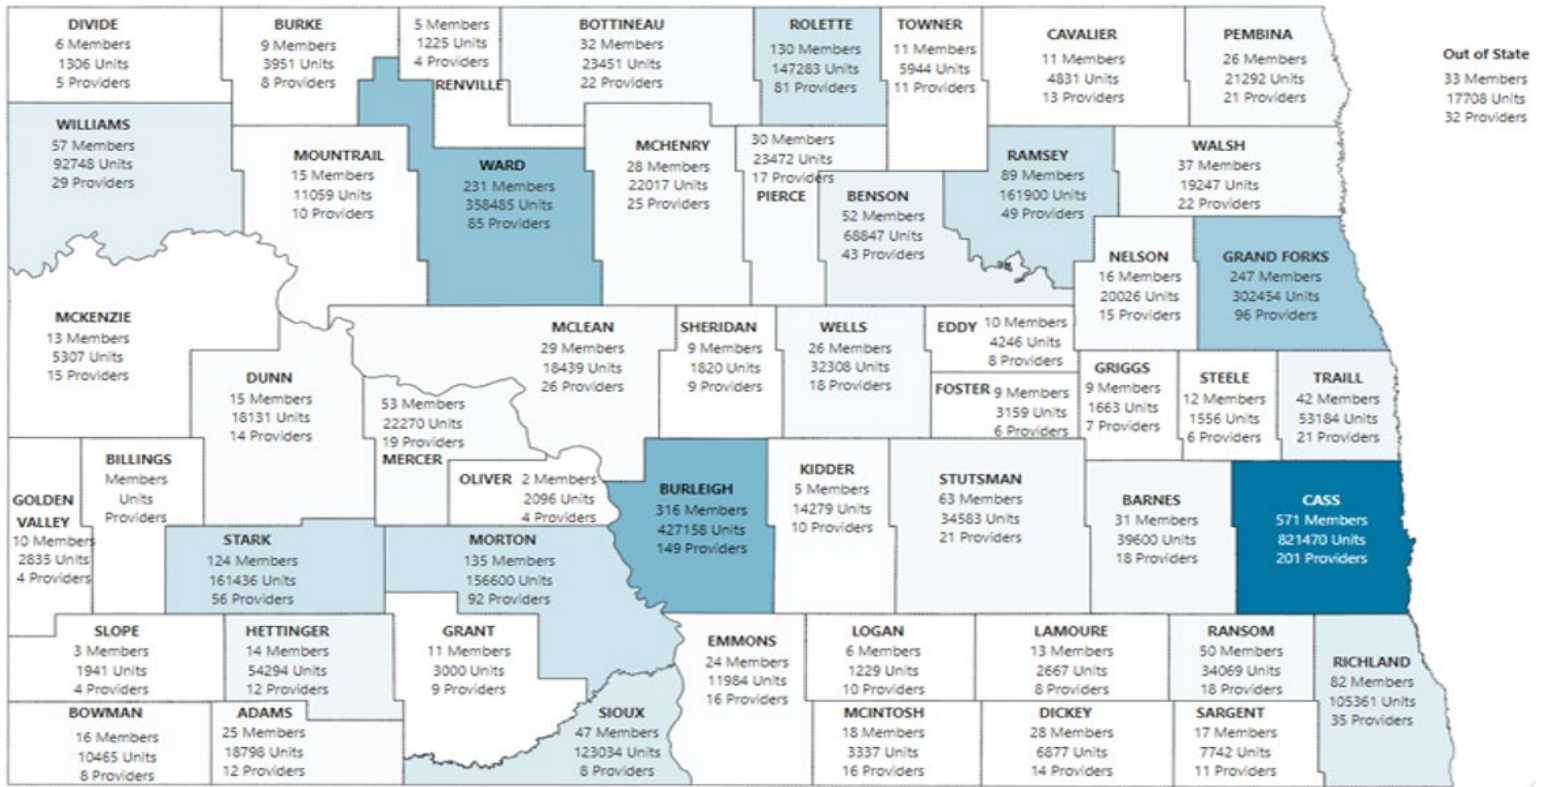 DIVIDE
6 Members
1306 Units
5 Providers
BURKE
9 Members
3951 Units
8 Providers
5 Members
1225 Units
4 Providers
RENVILLE
BOTTINEAU
32 Members
23451 Units
22 Providers
ROLETTE
130 Members
147283 Units
81 Providers
TOWNER
11 Members
5944 Units
11 Providers
CAVALIER
11 Members
4831 Units
13 Providers
PEMBINA
26 Members
21292 Units
21 Providers
Out of State
33 Members
17708 Units
32 Providers
WILLIAMS
57 Members
92748 Units
29 Providers
MOUNTRAIL
15 Members
11059 Units
10 Providers
WARD
231 Members
358485 Units
85 Providers
MCHENRY
28 Members
22017 Units
25 Providers
30 Members
23472 Units
17 Providers
PIERCE
BENSON
52 Members
68847 Units
43 Providers
RAMSEY
89 Members
161900 Units
49 Providers
WALSH
37 Members
19247 Units
22 Providers
NELSON
16 Members
20026 Units
15 Providers
GRAND FORKS
247 Members
302454 Units
96 Providers
MCKENZIE
13 Members
5307 Units
15 Providers
DUNN
15 Members
18131 Units
14 Providers
MCLEAN
29 Members
18439 Units
26 Providers
SHERIDAN
9 Members
1820 Units
9 Providers
WELLS
26 Members
32308 Units
18 Providers
EDDY 10 Members
4246 Units
8 Providers
FOSTER 9 Members
3159 Units
6 Providers
GRIGGS
9 Members
1663 Units
7 Providers
STEELE
12 Members
1556 Units
6 Providers
TRAILL
42 Members
53184 Units
21 Providers
53 Members
22270 Units
19 Providers
MERCER
OLIVER 2 Members
2096 Units
4 Providers
GOLDEN
VALLEY
10 Members
2835 Units
4 Providers
BILLINGS
Members
Units
Providers
STARK
124 Members
161436 Units
56 Providers
MORTON
135 Members
156600 Units
92 Providers
BURLEIGH
316 Members
427158 Units
149 Providers
KIDDER
5 Members
14279 Units
10 Providers
STUTSMAN
63 Members
34583 Units
21 Providers
BARNES
31 Members
39600 Units
18 Providers
CASS
571 Members
821470 Units
201 Providers
SLOPE
3 Members
1941 Units
4 Providers
HETTINGER
14 Members
54294 Units
12 Providers
GRANT
11 Members
3000 Units
9 Providers
EMMONS
24 Members
11984 Units
16 Providers
LOGAN
6 Members
1229 Units
10 Providers
LAMOURE
13 Members
2667 Units
8 Providers
RANSOM
50 Members
34069 Units
18 Providers
RICHLAND
82 Members
105361 Units
35 Providers
BOWMAN
16 Members
10465 Units
8 Providers
ADAMS
25 Members
18798 Units
12 Providers
SIOUX
47 Members
123034 Units
8 Providers
MCINTOSH
18 Members
3337 Units
16 Providers
DICKEY
28 Members
6877 Units
14 Providers
SARGENT
17 Members
7742 Units
11 Providers